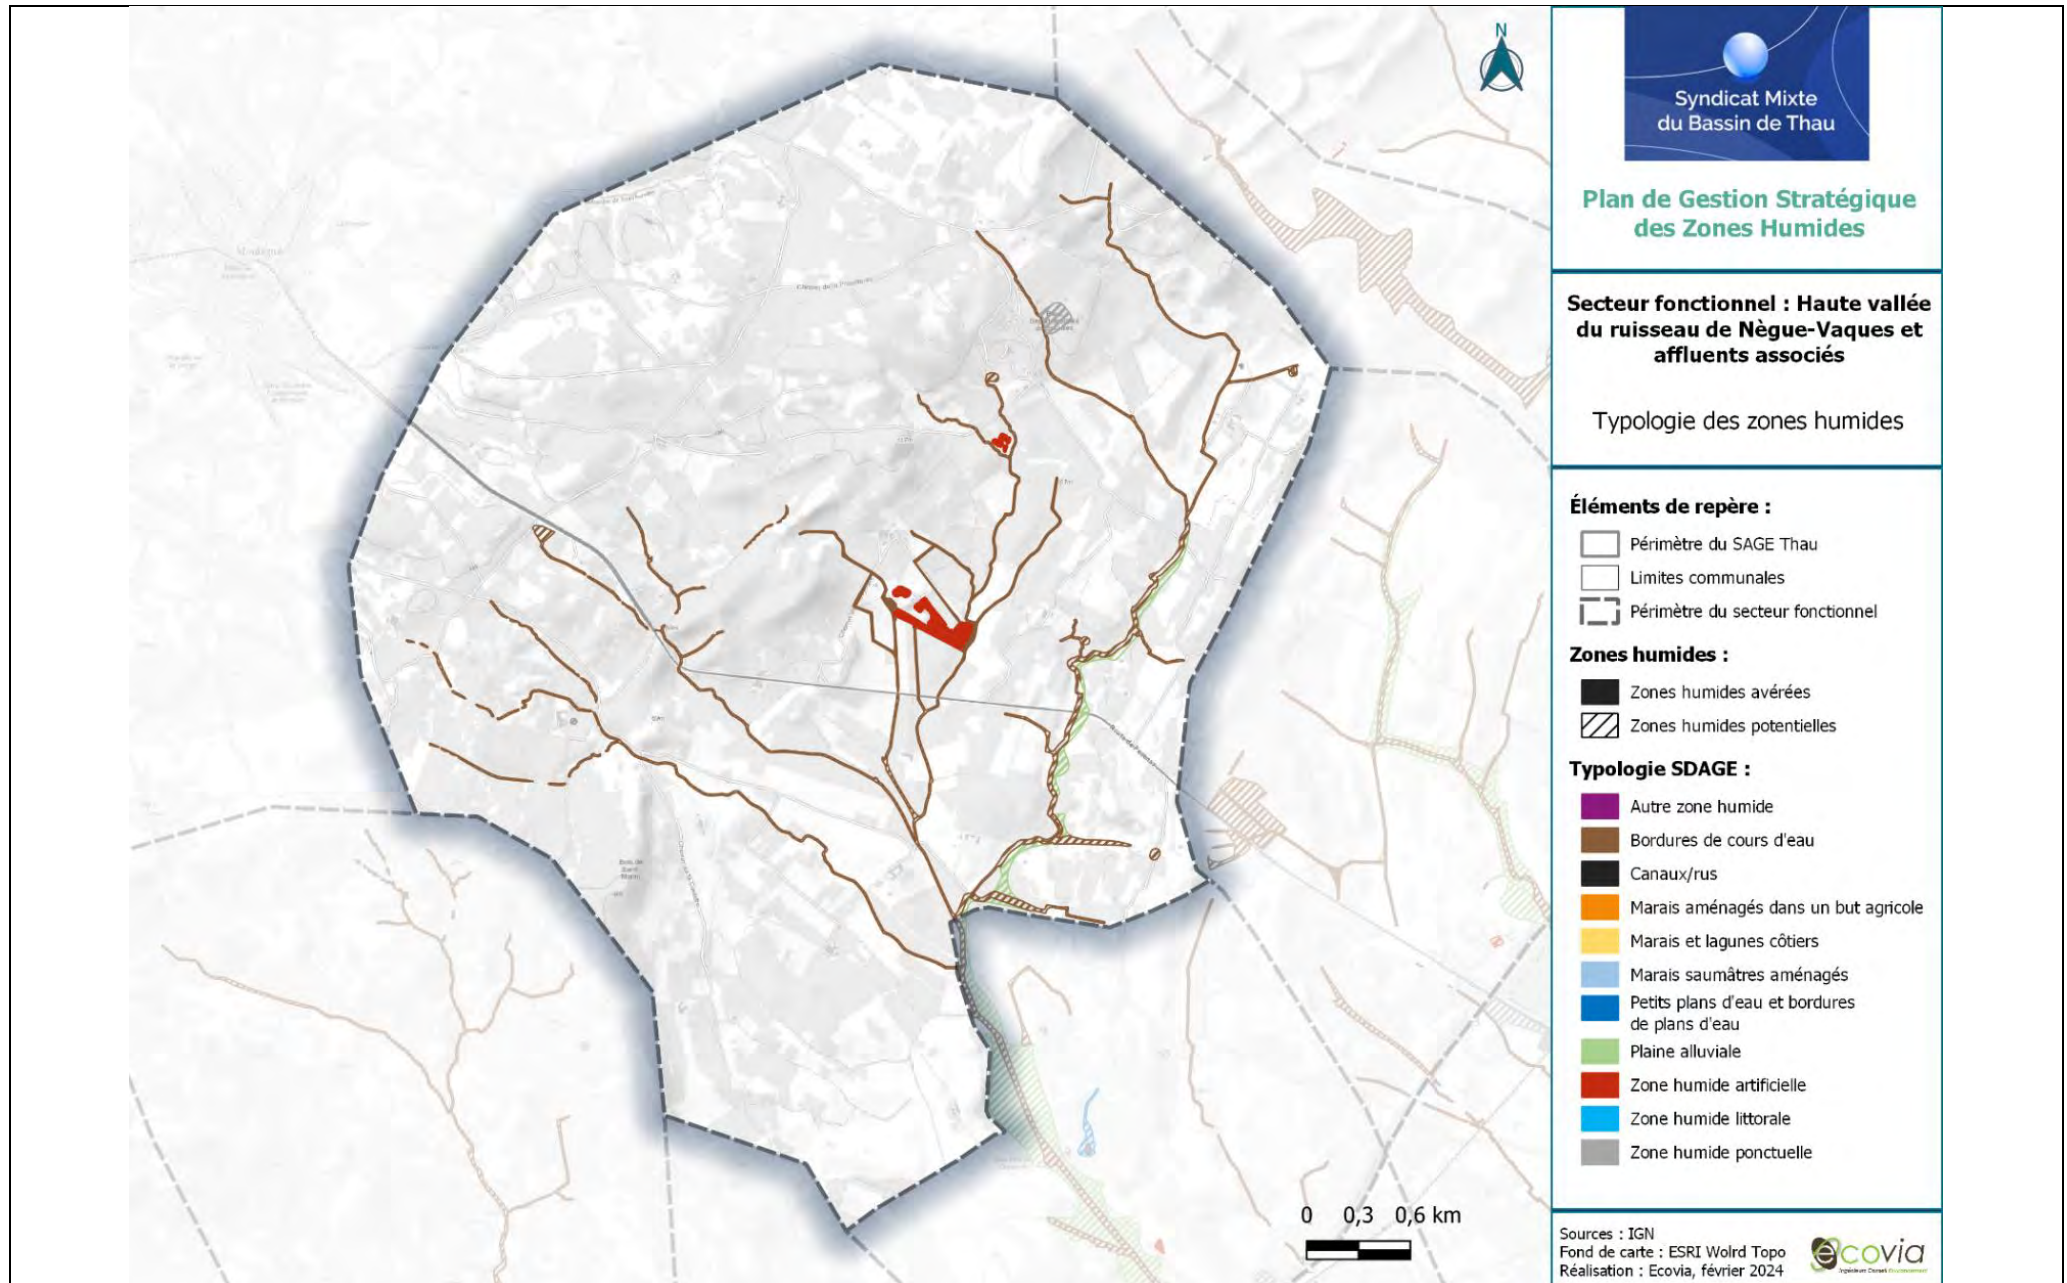 N
Route de Pézenas
0 0,3 0,6 km
Syndicat Mixte
du Bassin de Thau
Plan de Gestion Stratégique
des Zones Humides
Secteur fonctionnel : Haute vallée
du ruisseau de Nègue-Vaques et
affluents associés
Typologie des zones humides
Éléments de repère :
Périmètre du SAGE Thau
Limites communales
Périmètre du secteur fonctionnel
Zones humides :
Zones humides avérées
Zones humides potentielles
Typologie SDAGE :
Autre zone humide
Bordures de cours d'eau
Canaux/rus
Marais aménagés dans un but agricole
Marais et lagunes côtiers
Marais saumâtres aménagés
Petits plans d'eau et bordures
de plans d'eau
Plaine alluviale
Zone humide artificielle
Zone humide littorale
Zone humide ponctuelle
Sources : IGN
Fond de carte : ESRI Wolrd Topo
Réalisation : Ecovia, février 2024
ecovia